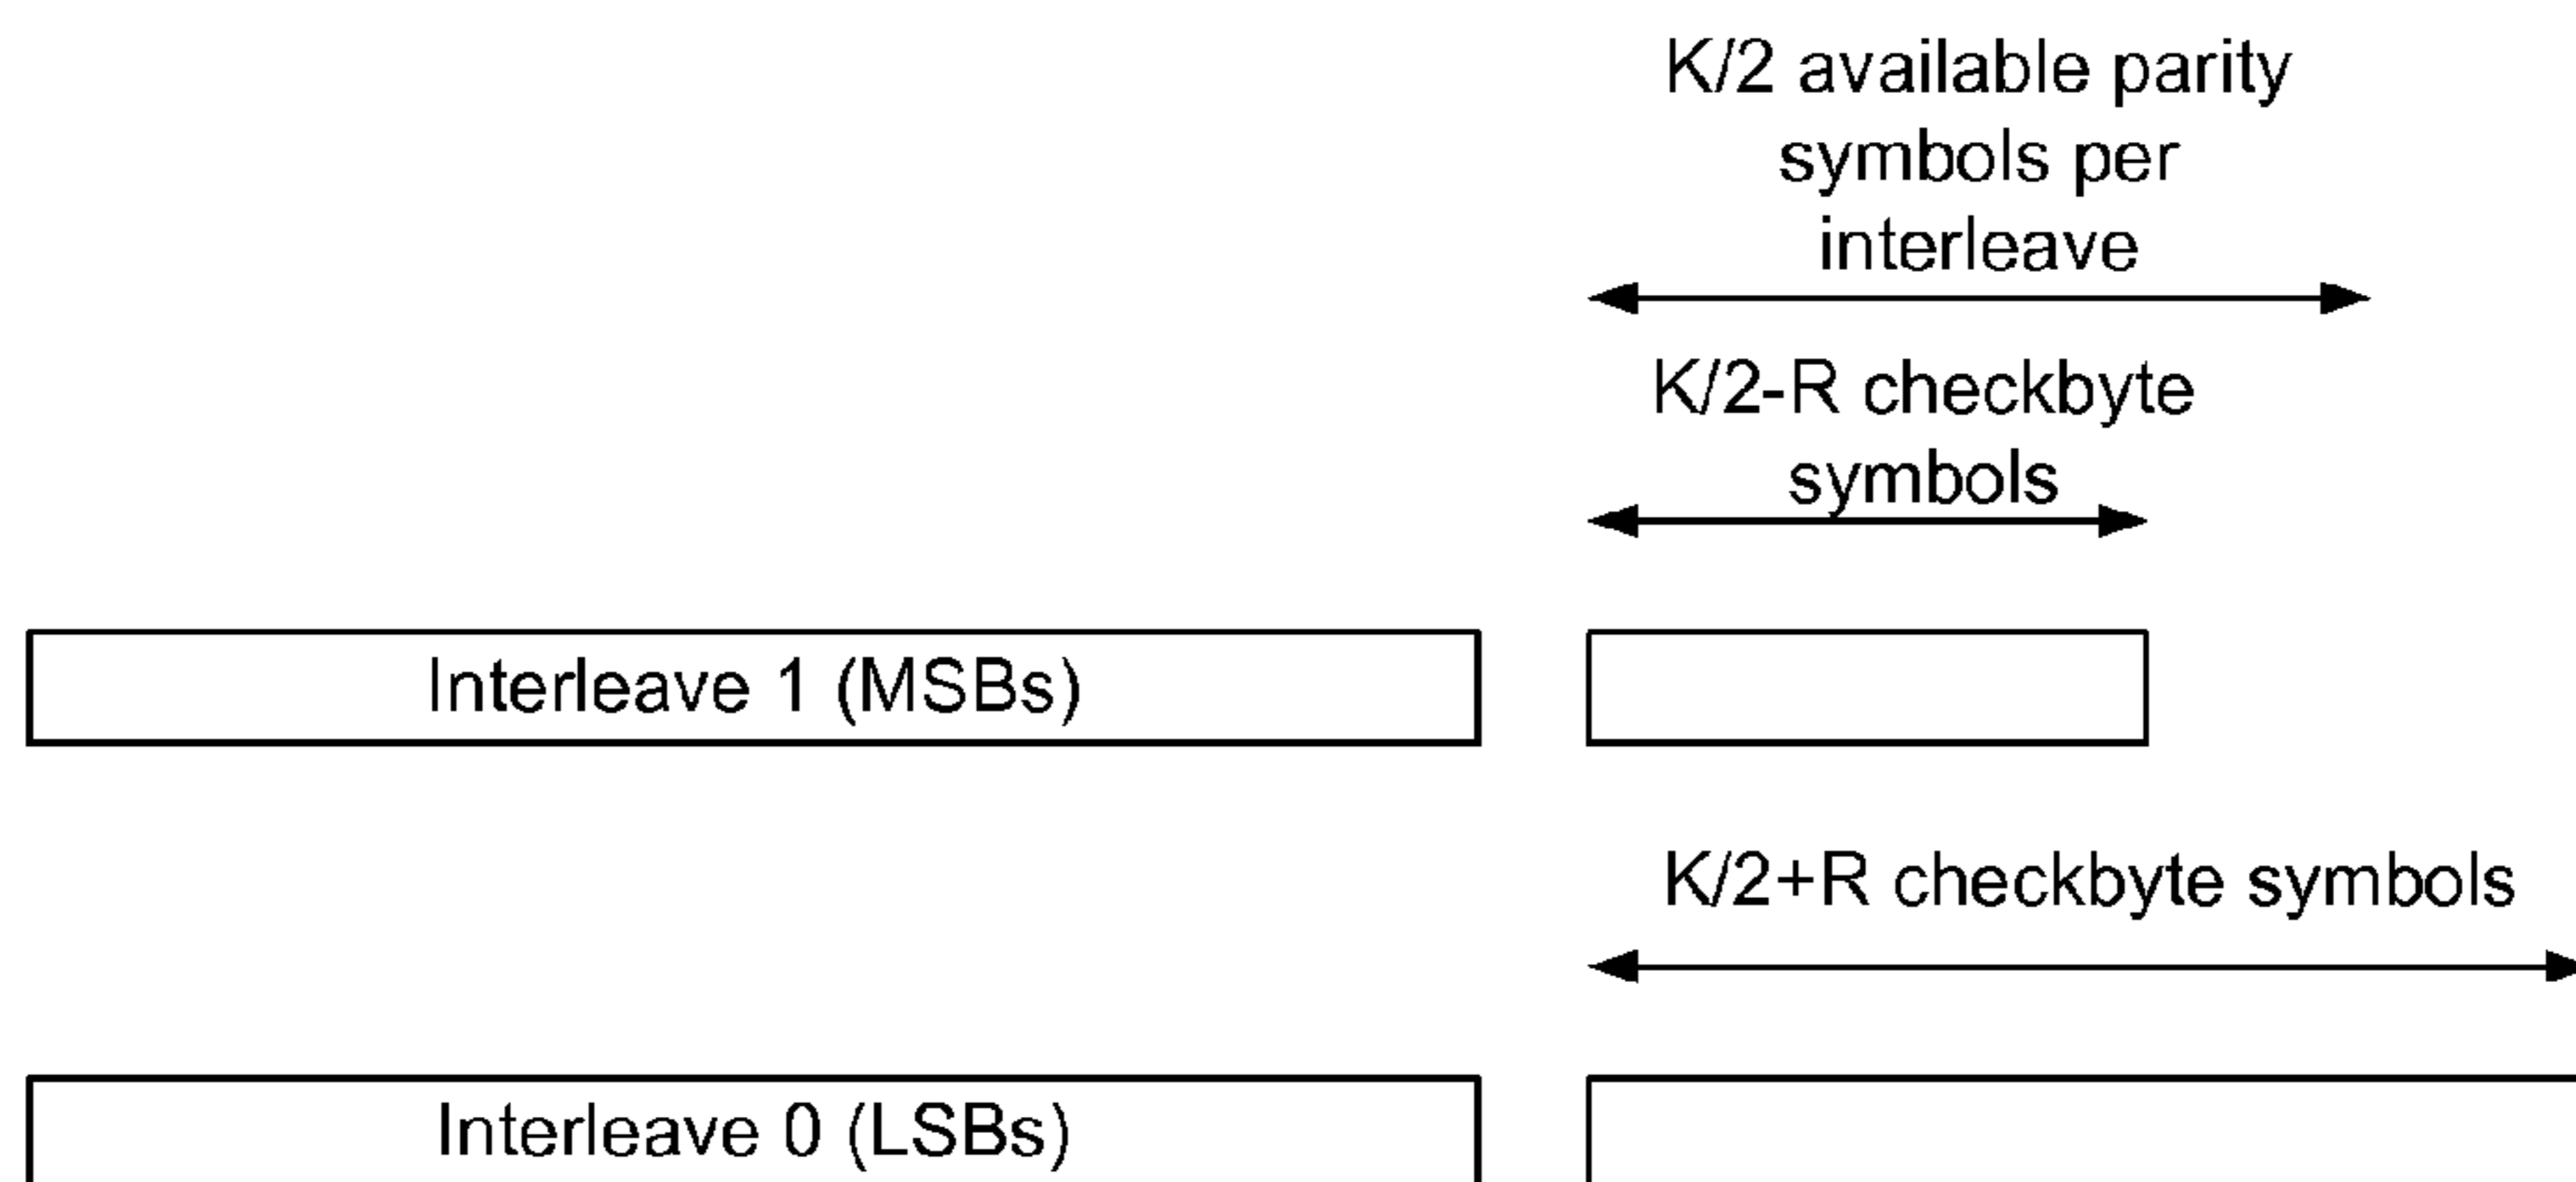 K/2 available parity
symbols per
interleave
K/2-R checkbyte
symbols
Interleave 1 (MSBs)
K/2+R checkbyte symbols
Interleave 0 (LSBs)